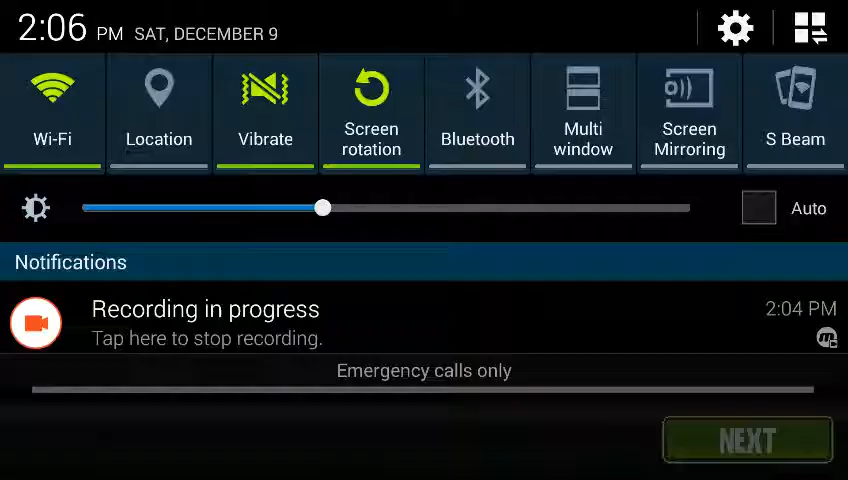 2:06 PM SAT, DECEMBER 9
Wi-Fi
Location
Vibrate
Screen
rotation
Bluetooth
Multi
window
Screen
Mirroring
S Beam
Auto
Notifications
Recording in progress
2:04 PM
Tap here to stop recording.
Emergency calls only
NEXT